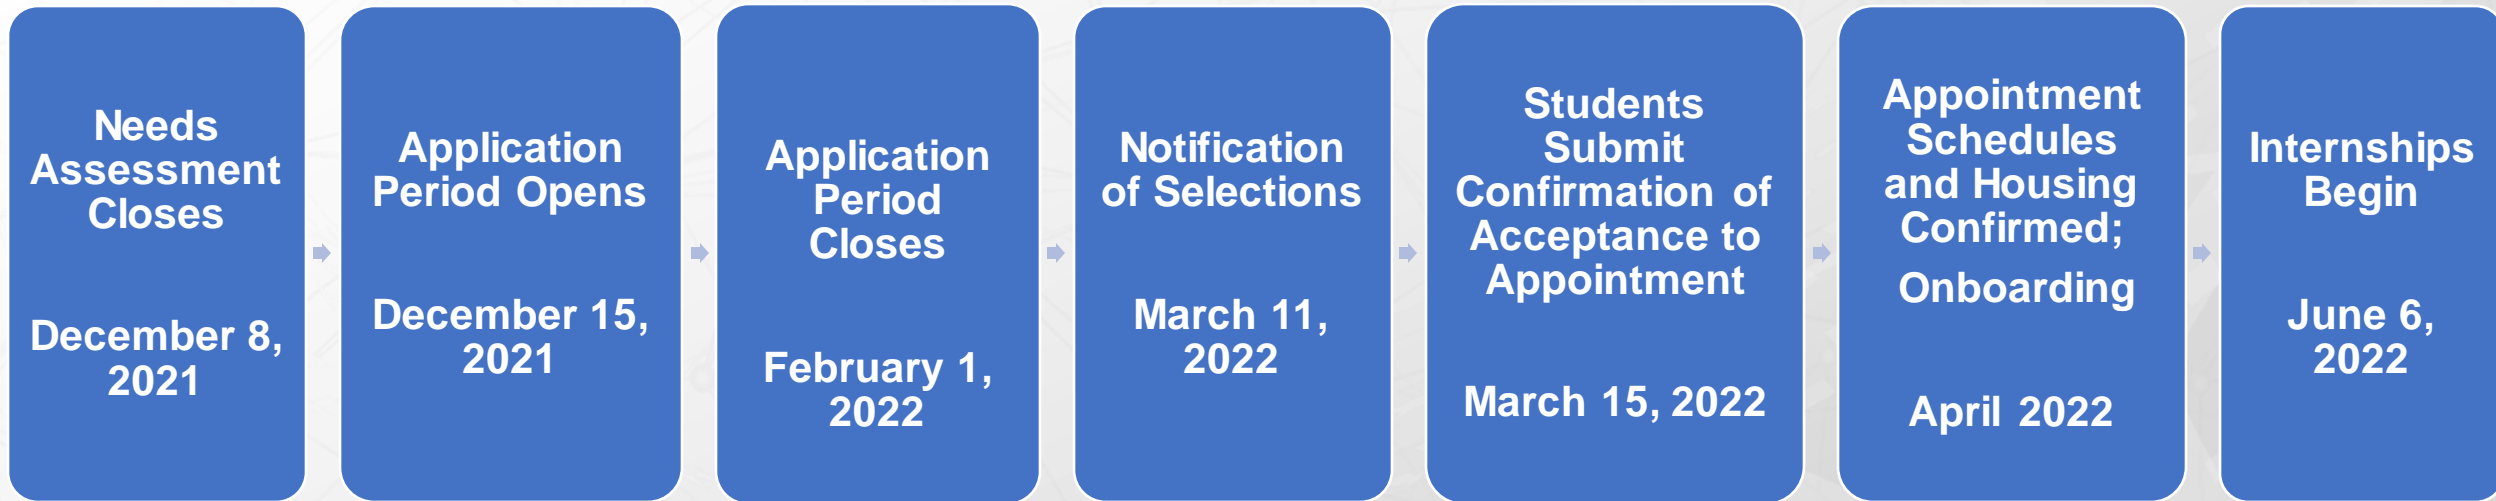 Needs
Assessment
Closes
December 8,
2021
Application
Period Opens
December 15,
2021
Application
Period
Closes
February 1,
2022
Notification
of Selections
March 11,
2022
Students
Submit
Confirmation of
Acceptance to
Appointment
March 15, 2022
Appointment
Schedules
and Housing
Confirmed;
Onboarding
April 2022
Internships
Begin
June 6,
2022